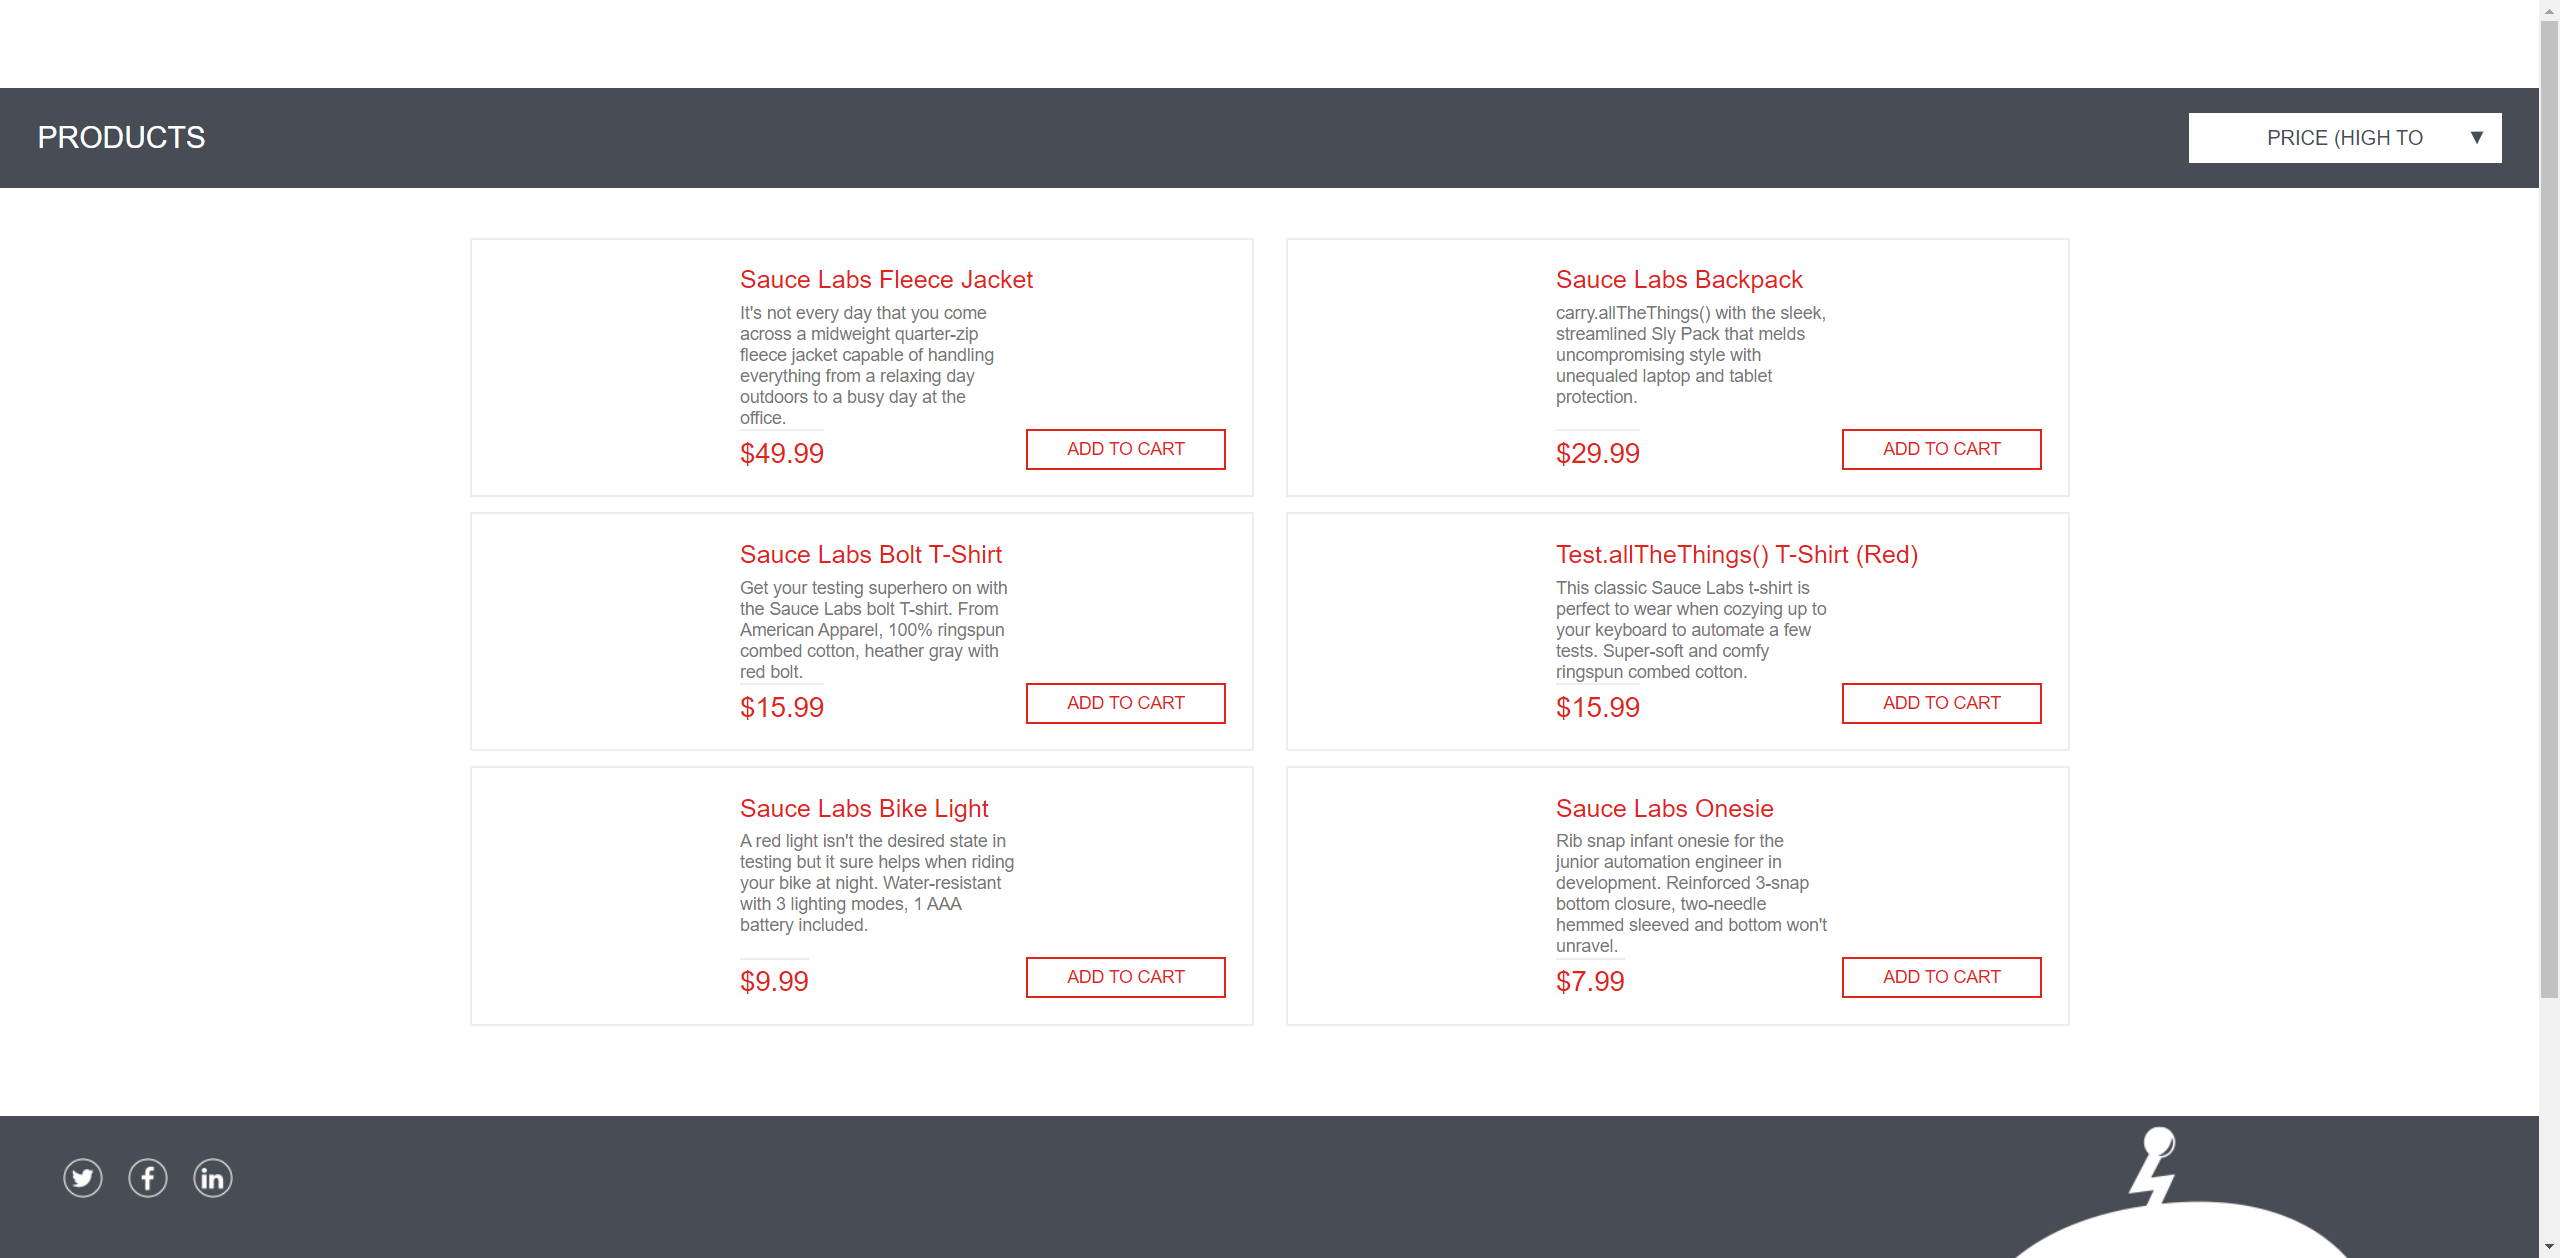 PRODUCTS
PRICE (HIGH TO
Sauce Labs Fleece Jacket
It's not every day that you come
across a midweight quarter-zip
fleece jacket capable of handling
everything from a relaxing day
outdoors to a busy day at the
office.
$49.99
ADD TO CART
Sauce Labs Backpack
carry.allTheThings() with the sleek,
streamlined Sly Pack that melds
uncompromising style with
unequaled laptop and tablet
protection.
$29.99
ADD TO CART
Sauce Labs Bolt T-Shirt
Get your testing superhero on with
the Sauce Labs bolt T-shirt. From
American Apparel, 100% ringspun
combed cotton, heather gray with
red bolt.
$15.99
ADD TO CART
Test.allTheThings() T-Shirt (Red)
This classic Sauce Labs t-shirt is
perfect to wear when cozying up to
your keyboard to automate a few
tests. Super-soft and comfy
ringspun combed cotton.
$15.99
ADD TO CART
Sauce Labs Bike Light
A red light isn't the desired state in
testing but it sure helps when riding
your bike at night. Water-resistant
with 3 lighting modes, 1 AAA
battery included.
$9.99
ADD TO CART
Sauce Labs Onesie
Rib snap infant onesie for the
junior automation engineer in
development. Reinforced 3-snap
bottom closure, two-needle
hemmed sleeved and bottom won't
unravel.
$7.99
ADD TO CART